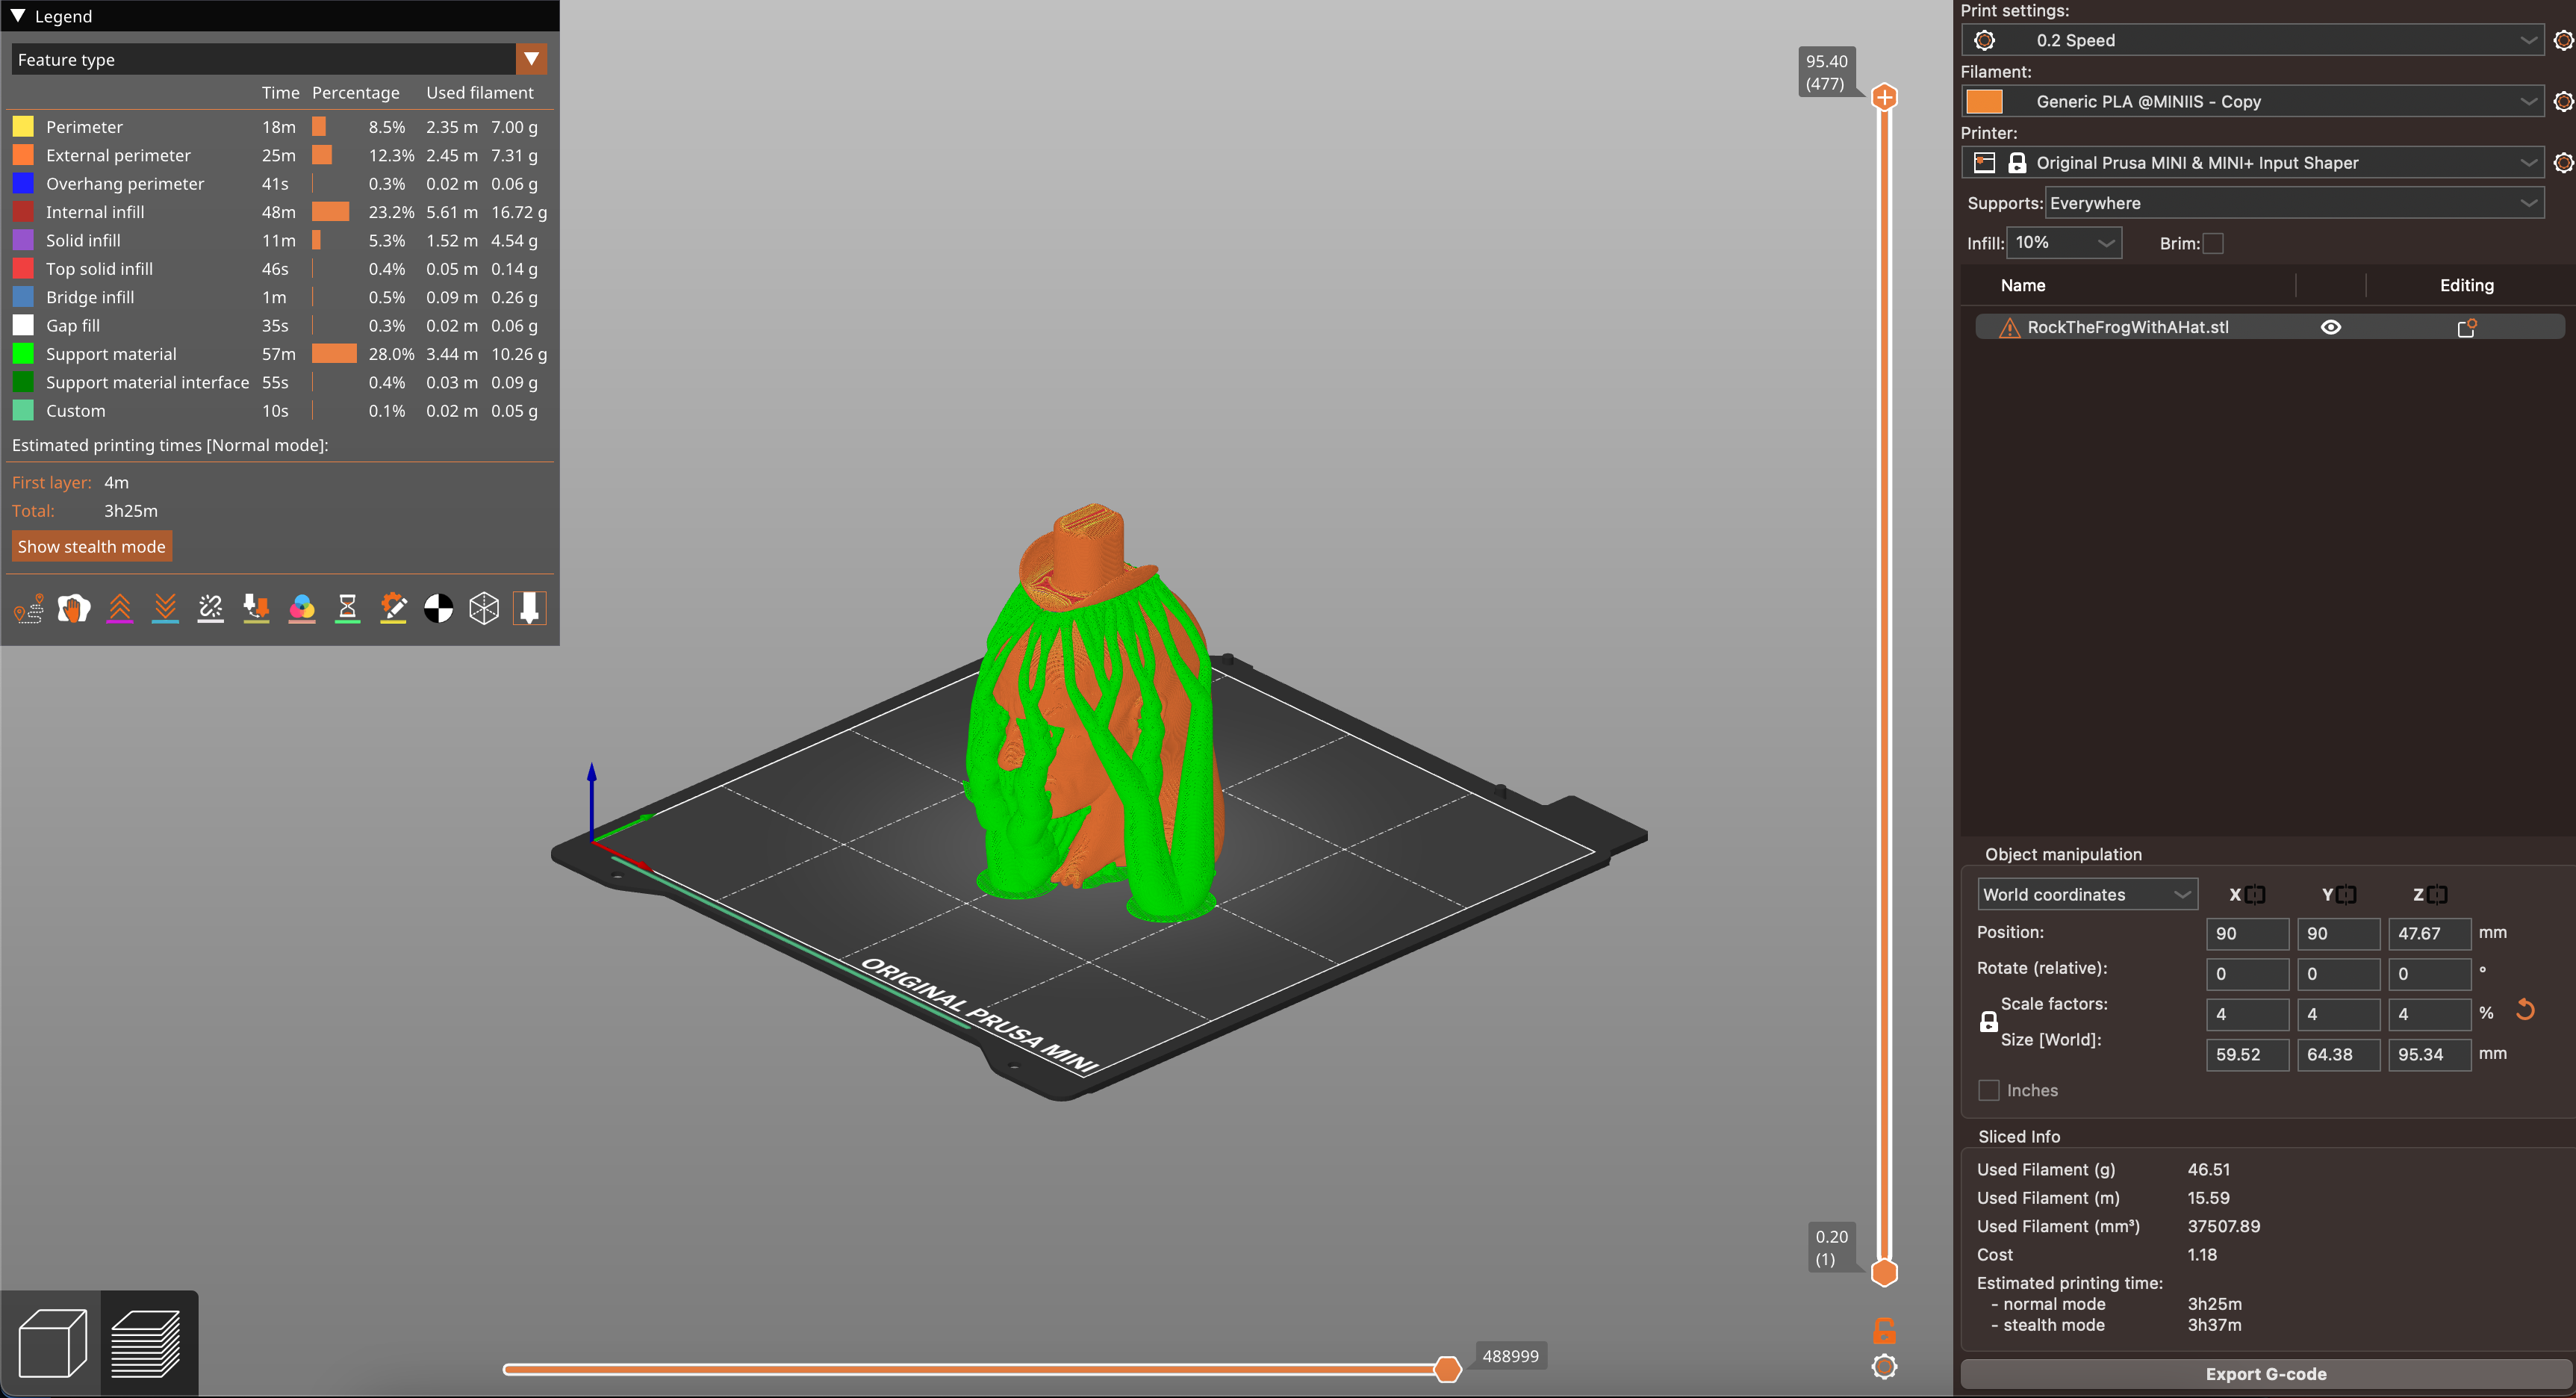 Legend
Feature type
Time Percentage Used filament
Perimeter 18m 8.5% 2.35 m 7.00 g
External perimeter 25m 12.3% 2.45 m 7.31 g
Overhang perimeter 41s 0.3% 0.02 m 0.06 g
Internal infill 48m 23.2% 5.61 m 16.72 g
Solid infill 11m 5.3% 1.52 m 4.54 g
Top solid infill 46s 0.4% 0.05 m 0.14 g
Bridge infill 1m 0.5% 0.09 m 0.26 g
Gap fill 35s 0.3% 0.02 m 0.06 g
Support material 57m 28.0% 3.44 m 10.26 g
Support material interface 55s 0.4% 0.03 m 0.09 g
Custom 10s 0.1% 0.02 m 0.05 g
Estimated printing times [Normal mode]:
First layer: 4m
Total: 3h25m
Show stealth mode
95.40
(477)
ORIGINAL PRUSA MINI
0.20
(1)
488999
Print settings:
0.2 Speed
Filament:
Generic PLA @MINIIS - Copy
Printer:
Original Prusa MINI & MINI+ Input Shaper
Supports: Everywhere
Infill: 10% Brim:
Name Editing
RockTheFrogWithAHat.stl
Object manipulation
World coordinates X Y Z
Position: 90 90 47.67 mm
Rotate (relative): 0 0 0 °
Scale factors: 4 4 4 %
Size [World]: 59.52 64.38 95.34 mm
Inches
Sliced Info
Used Filament (g) 46.51
Used Filament (m) 15.59
Used Filament (mm³) 37507.89
Cost 1.18
Estimated printing time:
- normal mode 3h25m
- stealth mode 3h37m
Export G-code